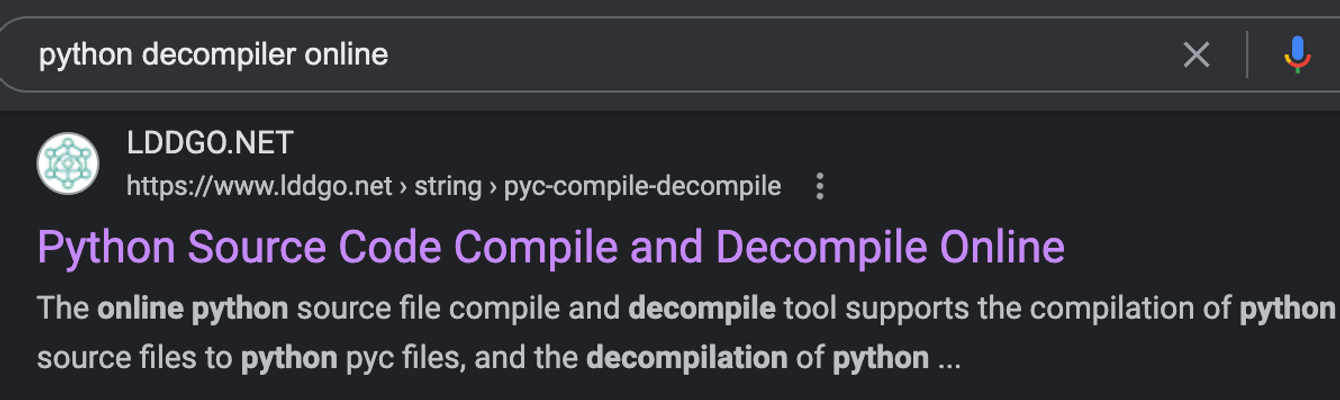 python decompiler online
LDDGO.NET
https://www.lddgo.net › string › pyc-compile-decompile
Python Source Code Compile and Decompile Online
The online python source file compile and decompile tool supports the compilation of python
source files to python pyc files, and the decompilation of python ...